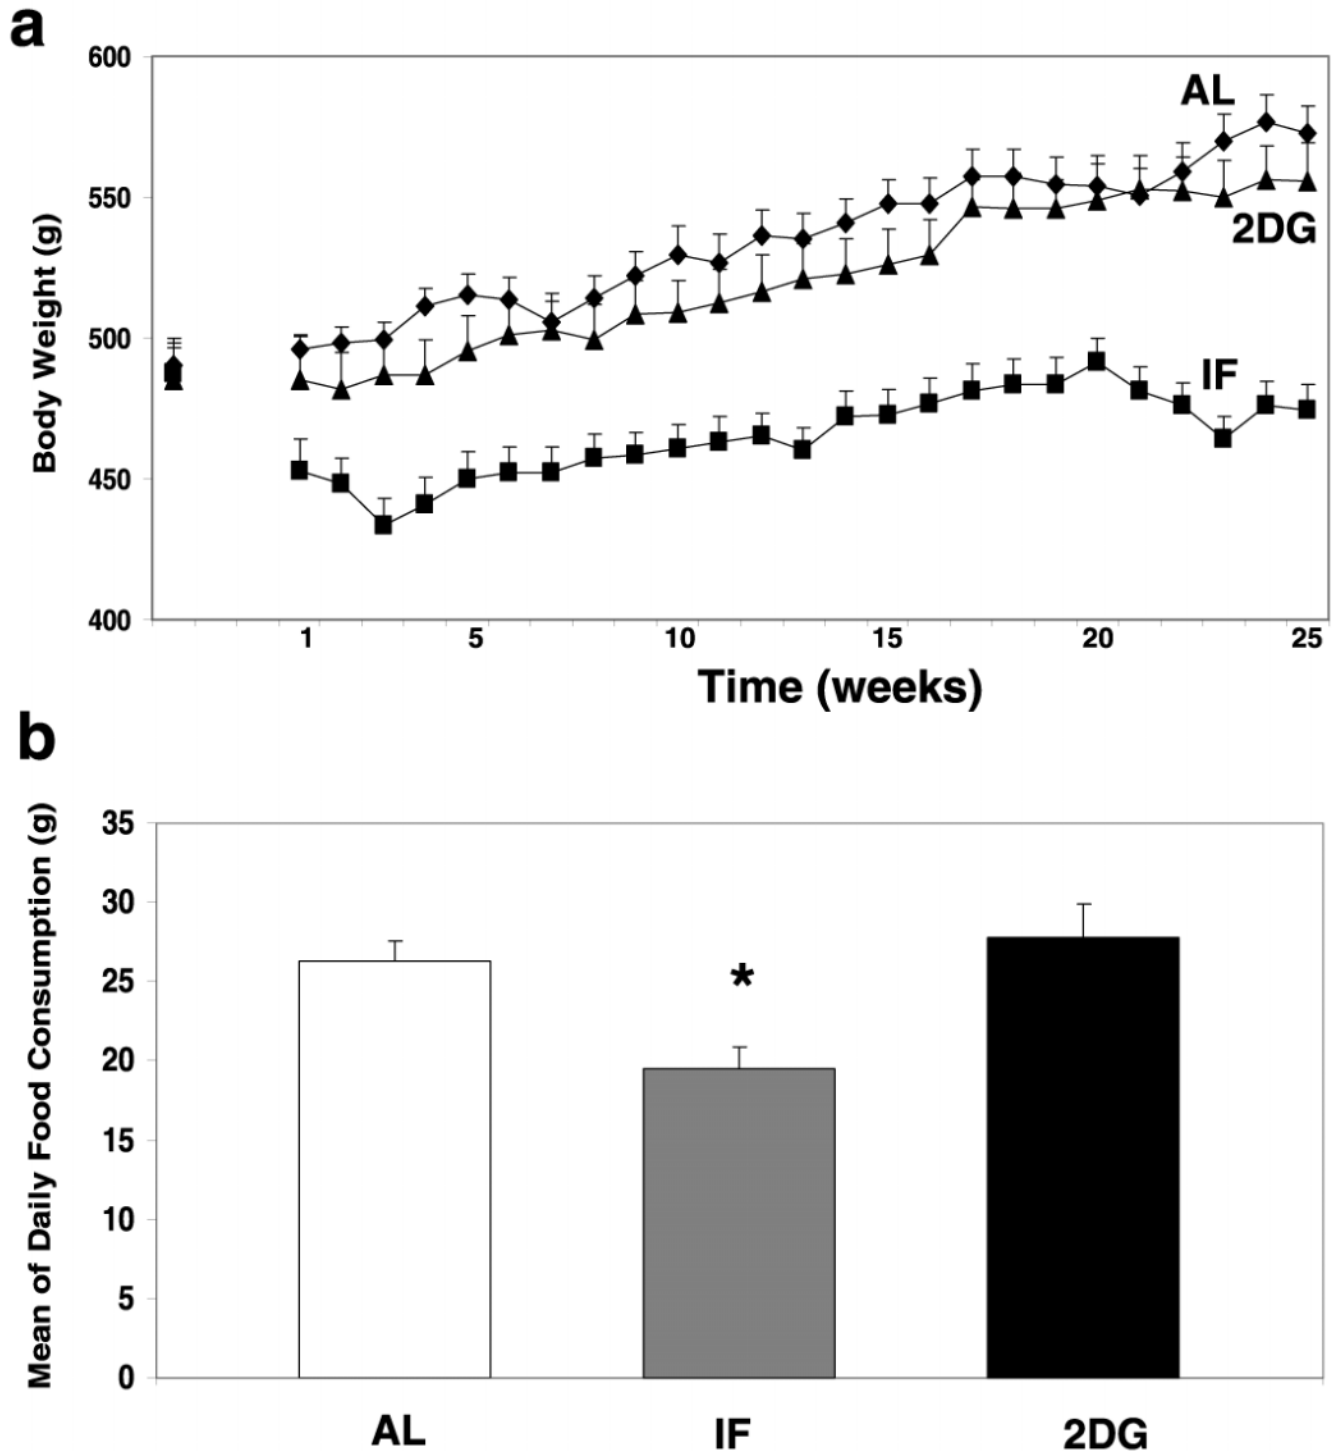 a
600
550
500
450
400
Body Weight (g)
AL
2DG
IF
1 5 10 15 20 25
Time (weeks)
b
35
30
25
20
15
10
5
0
Mean of Daily Food Consumption (g)
*
AL IF 2DG